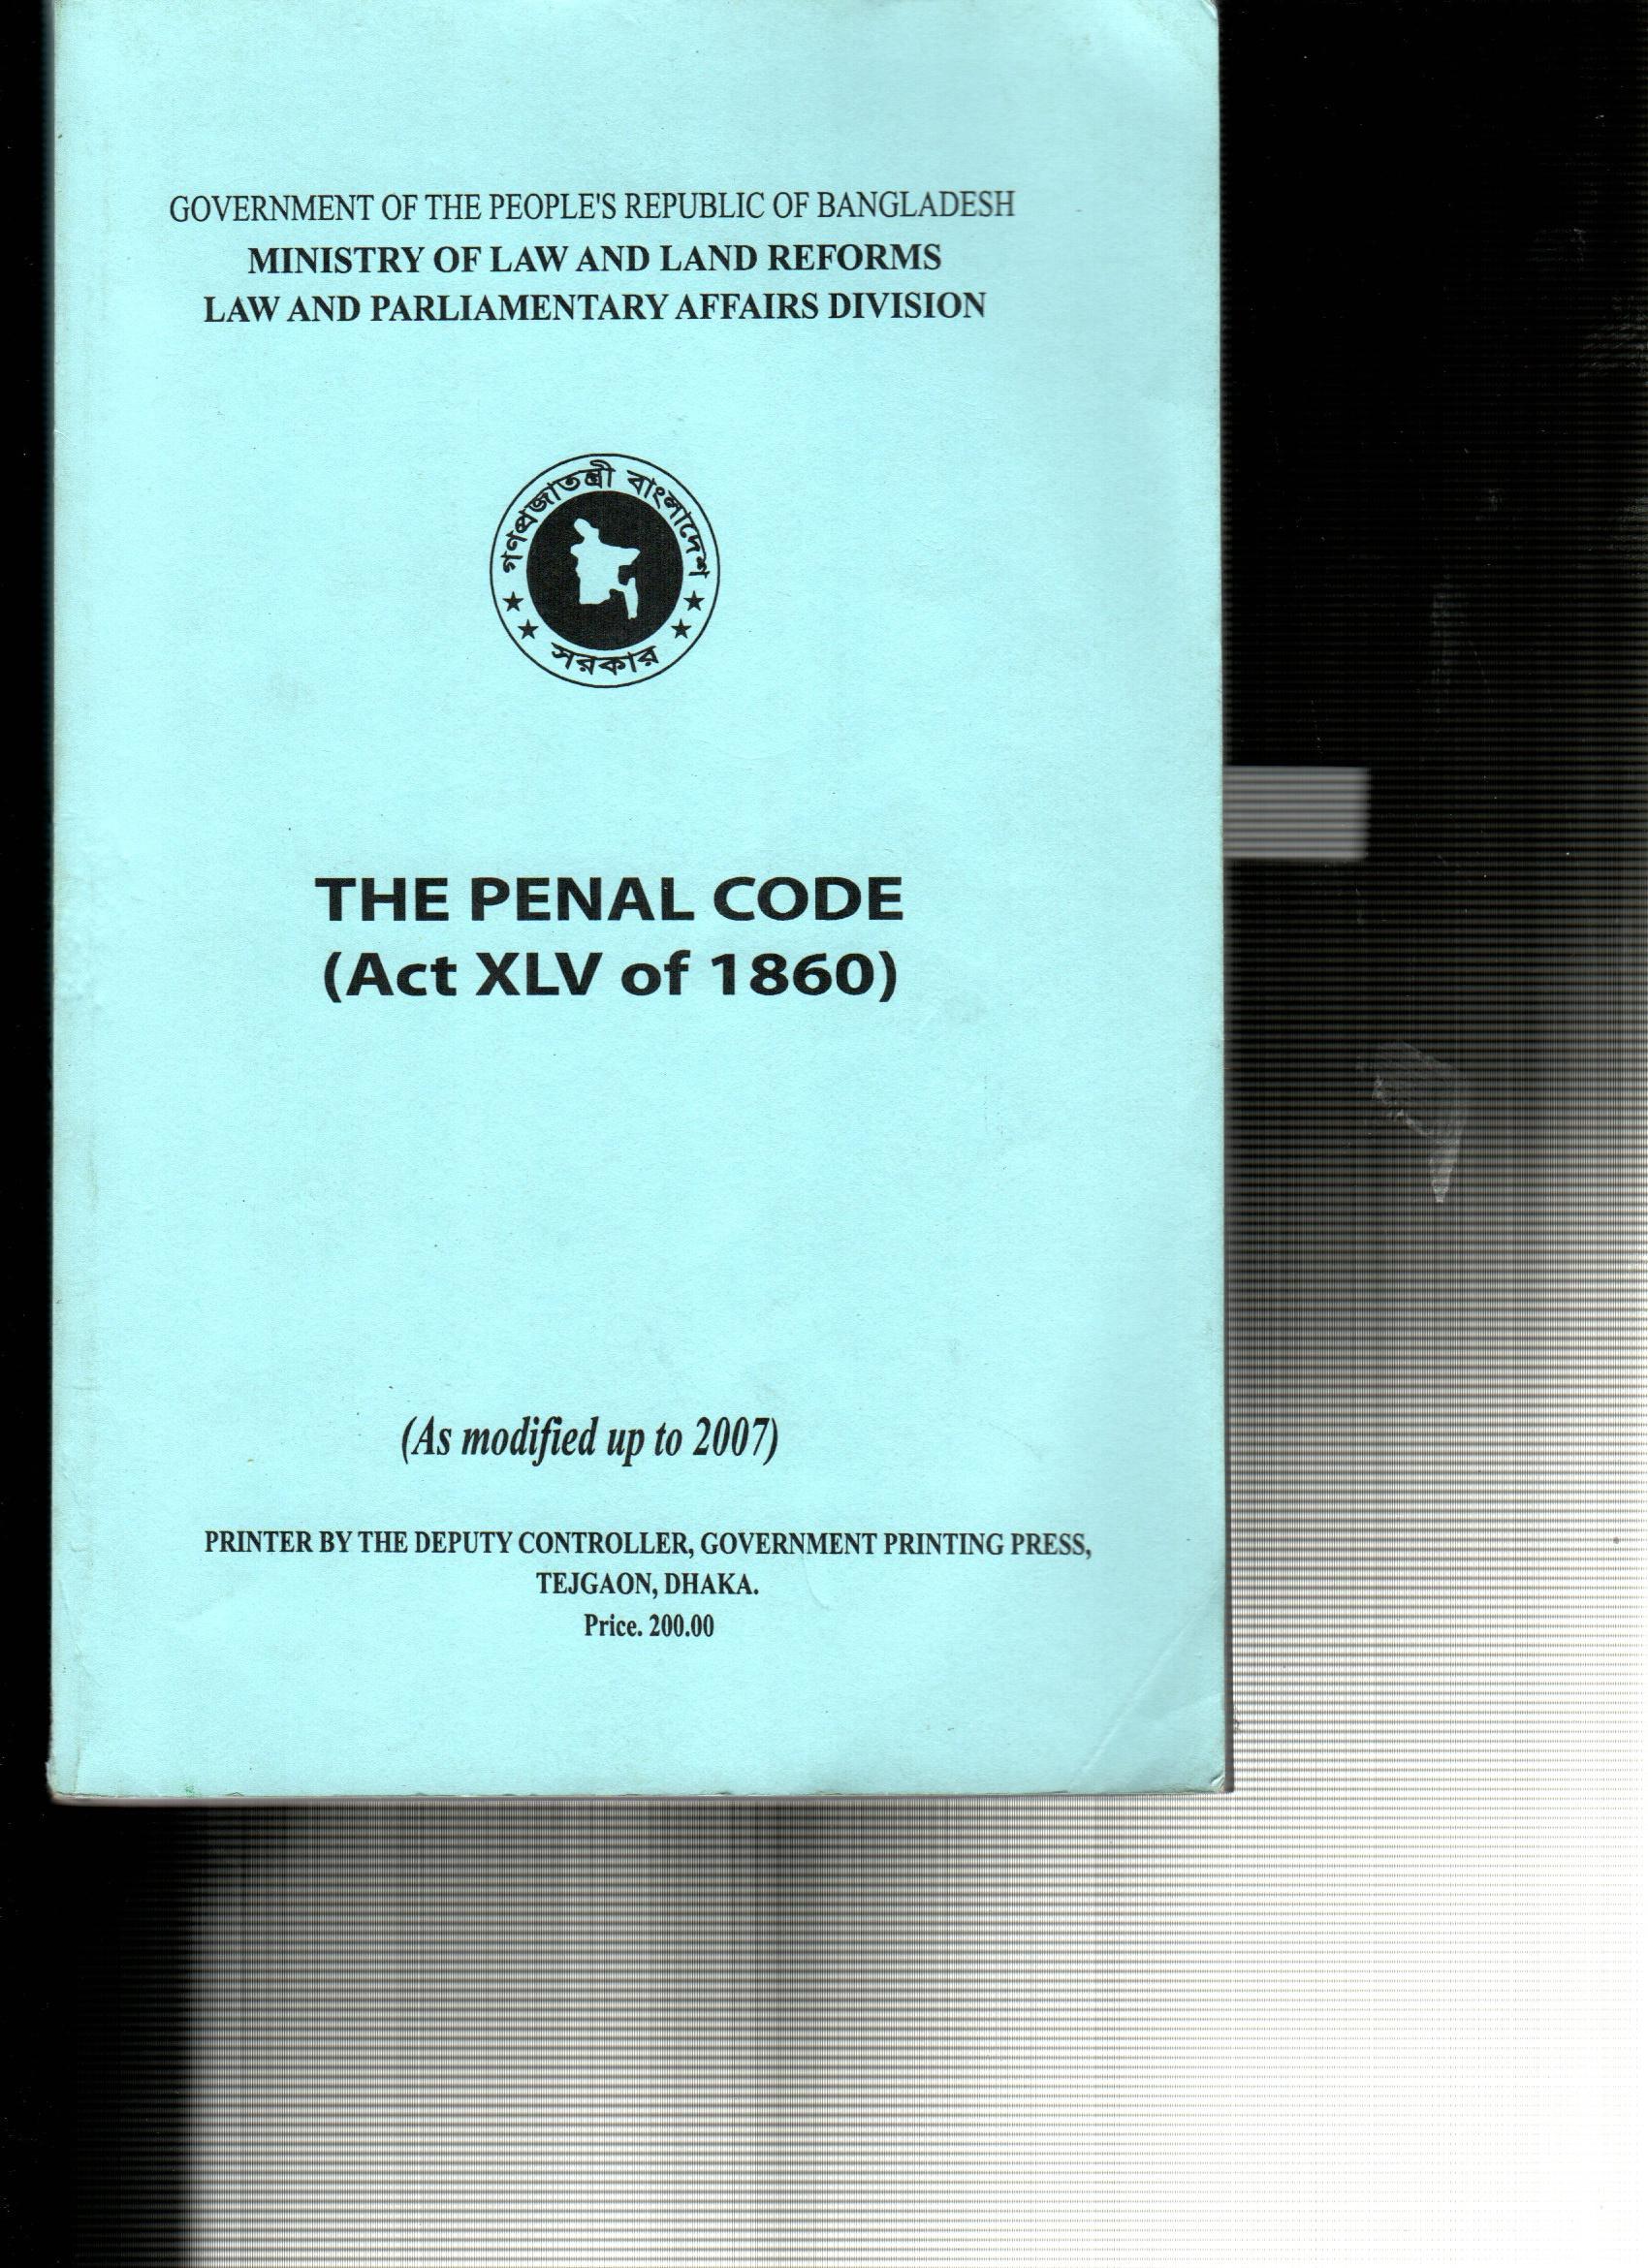 GOVERNMENT OF THE PEOPLE'S REPUBLIC OF BANGLADESH
MINISTRY OF LAW AND LAND REFORMS
LAW AND PARLIAMENTARY AFFAIRS DIVISION
গণপ্রজাতন্ত্রী বাংলাদেশ
সরকার
THE PENAL CODE
(Act XLV of 1860)
(As modified up to 2007)
PRINTER BY THE DEPUTY CONTROLLER, GOVERNMENT PRINTING PRESS,
TEJGAON, DHAKA.
Price. 200.00